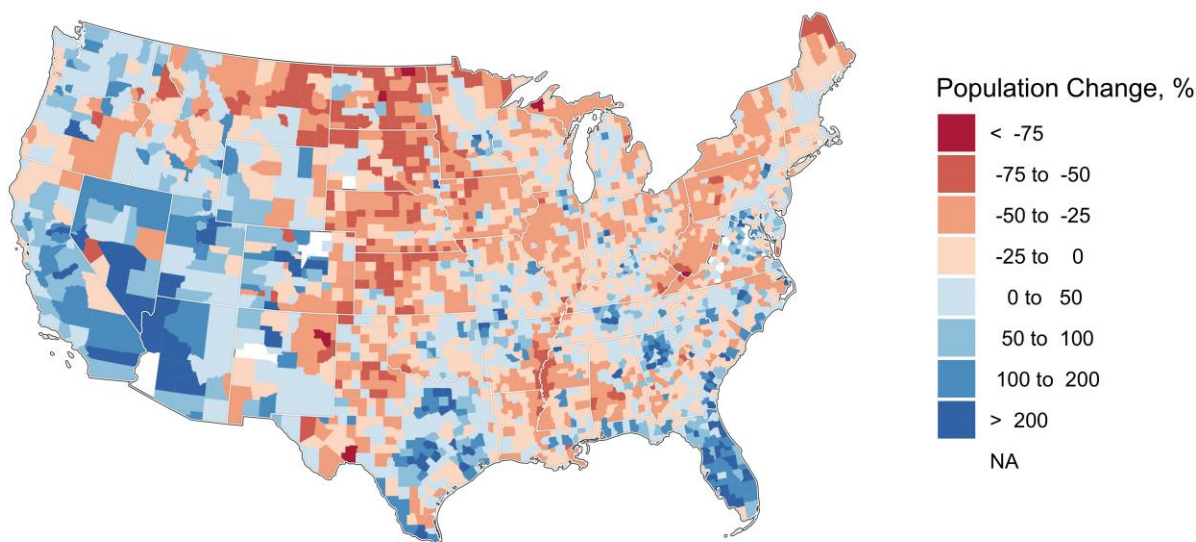 Population Change, %
< -75
-75 to -50
-50 to -25
-25 to 0
0 to 50
50 to 100
100 to 200
> 200
NA